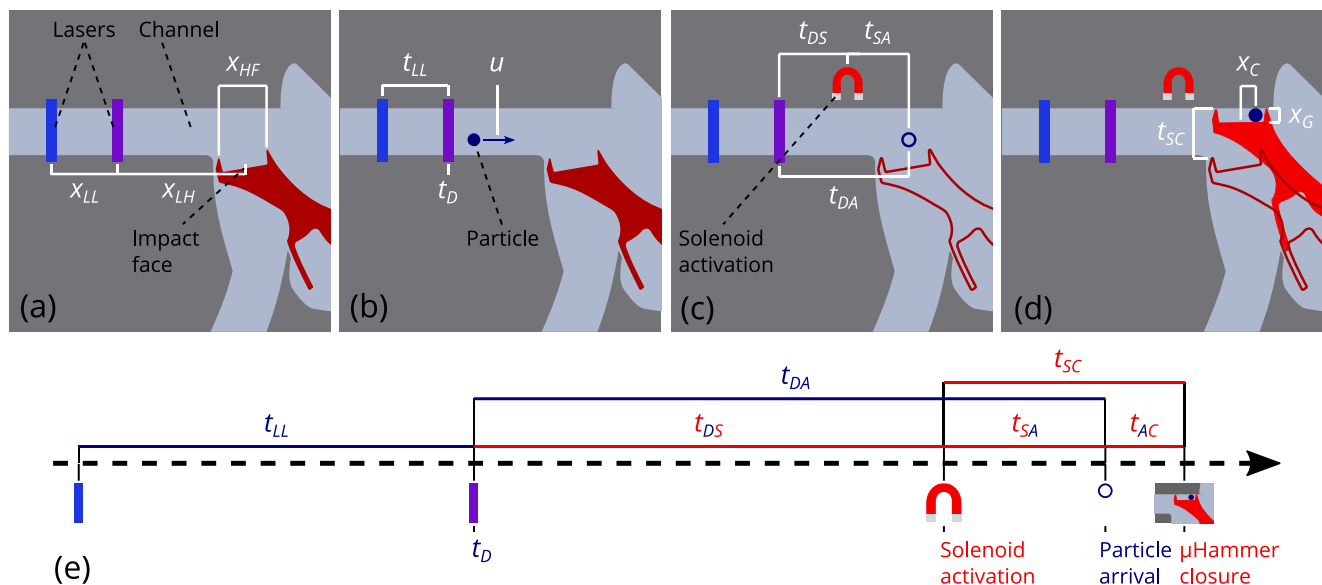 Lasers Channel
x_HF
x_LL x_LH
Impact
face
(a)
t_LL u
t_D
Particle
(b)
t_DS t_SA
t_DA
Solenoid
activation
(c)
x_C
x_G
t_SC
(d)
t_SC
t_DA
t_LL t_DS t_SA t_AC
t_D
Solenoid
activation
Particle
arrival
µHammer
closure
(e)